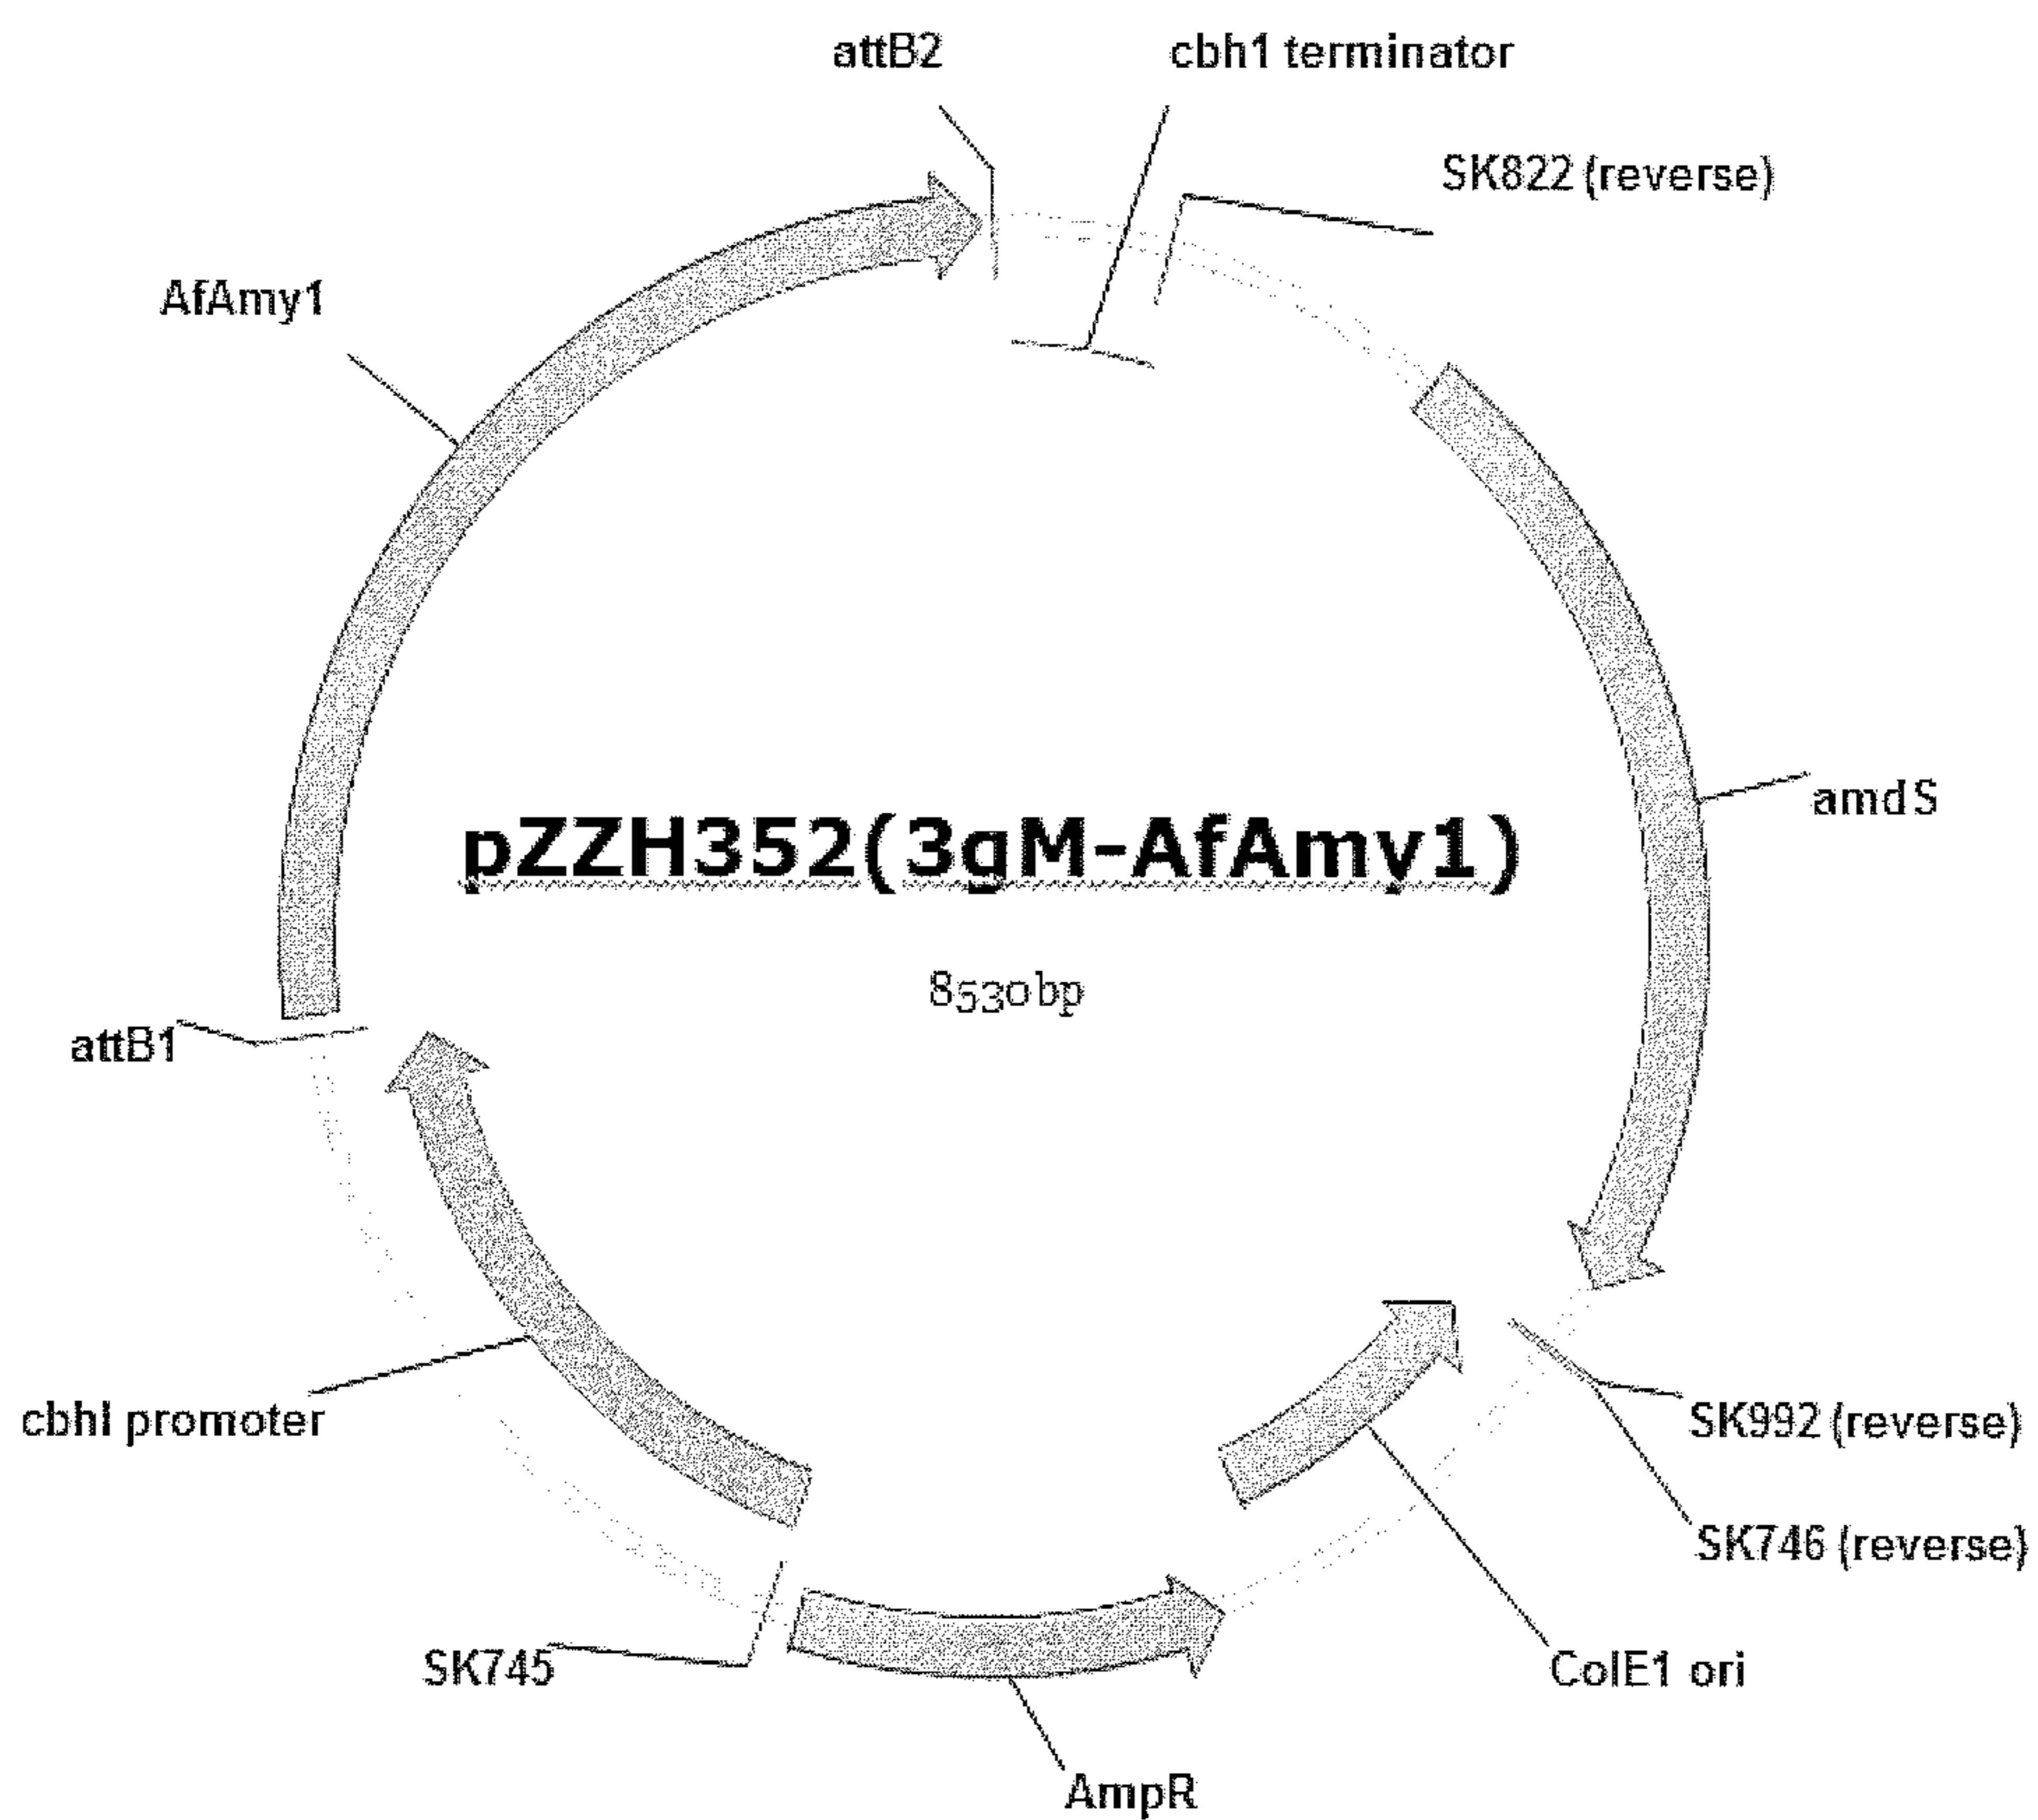 attB2
cbh1 terminator
SK822 (reverse)
AfAmy1
amdS
pZZH352(3gM-AfAmy1)
8530bp
attB1
cbhI promoter
SK992 (reverse)
SK746 (reverse)
SK745
ColE1 ori
AmpR